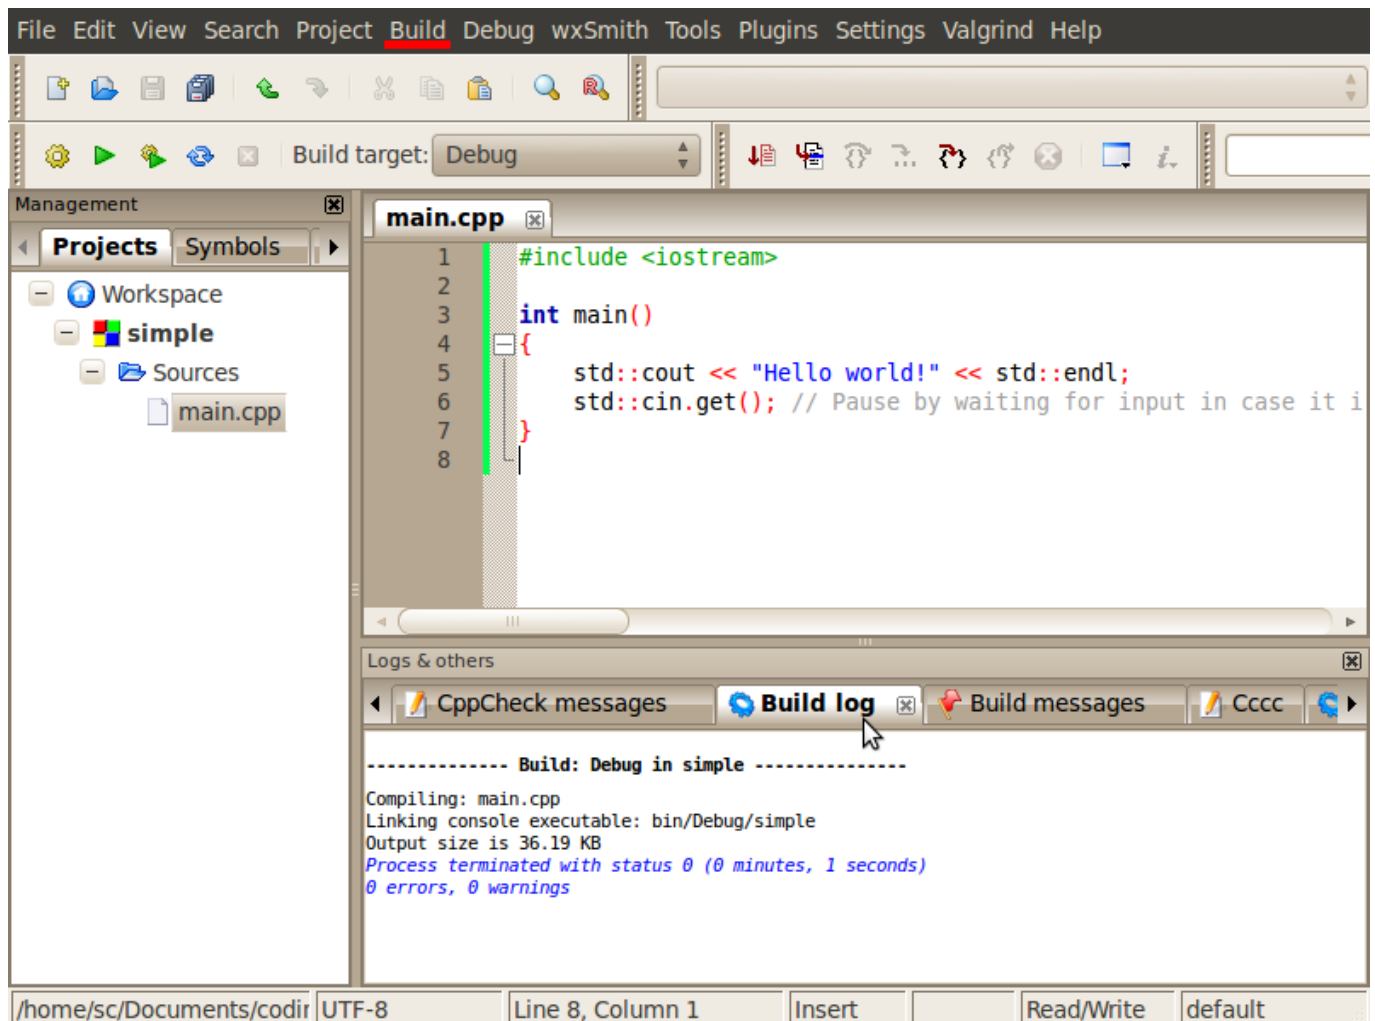 File Edit View Search Project Build Debug wxSmith Tools Plugins Settings Valgrind Help
Build target: Debug
Management
Projects Symbols
Workspace
simple
Sources
main.cpp
main.cpp
1 #include <iostream>
2
3 int main()
4 {
5 std::cout << "Hello world!" << std::endl;
6 std::cin.get(); // Pause by waiting for input in case it i
7 }
8
Logs & others
CppCheck messages Build log Build messages Cccc
-------------- Build: Debug in simple ---------------
Compiling: main.cpp
Linking console executable: bin/Debug/simple
Output size is 36.19 KB
Process terminated with status 0 (0 minutes, 1 seconds)
0 errors, 0 warnings
/home/sc/Documents/codir UTF-8 Line 8, Column 1 Insert Read/Write default